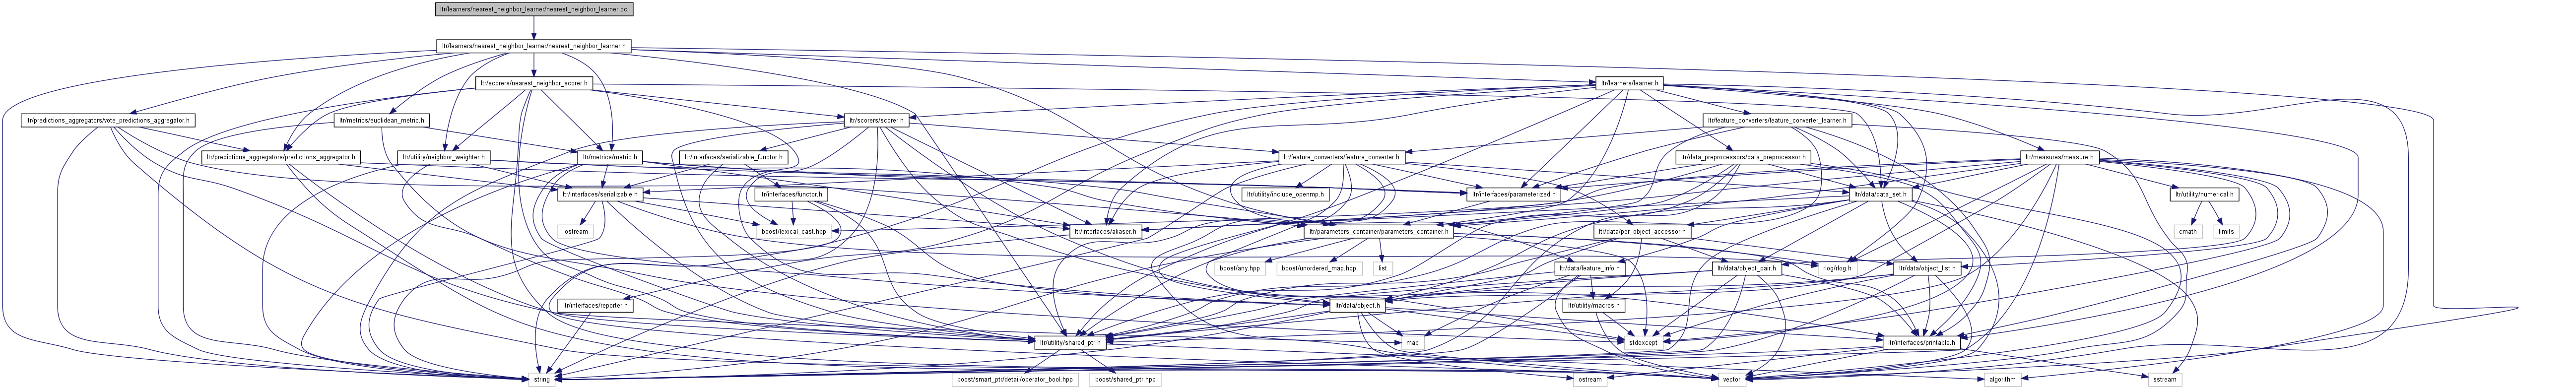 ltr/learners/nearest_neighbor_learner/nearest_neighbor_learner.cc
ltr/learners/nearest_neighbor_learner/nearest_neighbor_learner.h
ltr/scorers/nearest_neighbor_scorer.h
ltr/learners/learner.h
ltr/predictions_aggregators/vote_predictions_aggregator.h
ltr/metrics/euclidean_metric.h
ltr/scorers/scorer.h
ltr/feature_converters/feature_converter_learner.h
ltr/predictions_aggregators/predictions_aggregator.h
ltr/utility/neighbor_weighter.h
ltr/metrics/metric.h
ltr/interfaces/serializable_functor.h
ltr/feature_converters/feature_converter.h
ltr/data_preprocessors/data_preprocessor.h
ltr/measures/measure.h
ltr/interfaces/serializable.h
ltr/interfaces/functor.h
ltr/utility/include_openmp.h
ltr/interfaces/parameterized.h
ltr/data/data_set.h
ltr/utility/numerical.h
iostream
boost/lexical_cast.hpp
ltr/interfaces/aliaser.h
ltr/parameters_container/parameters_container.h
ltr/data/per_object_accessor.h
cmath
limits
boost/any.hpp
boost/unordered_map.hpp
list
ltr/data/feature_info.h
rlog/rlog.h
ltr/data/object_pair.h
ltr/data/object_list.h
ltr/interfaces/reporter.h
ltr/data/object.h
ltr/utility/macros.h
ltr/utility/shared_ptr.h
map
stdexcept
ltr/interfaces/printable.h
string
boost/smart_ptr/detail/operator_bool.hpp
boost/shared_ptr.hpp
ostream
vector
algorithm
sstream